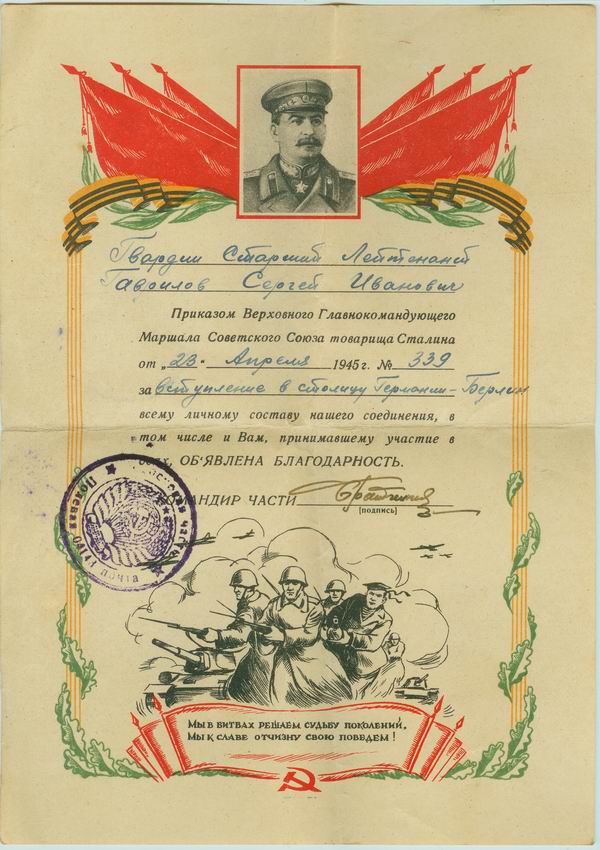 Гвардии Старший Лейтенант
Гаврилов Сергей Иванович
Приказом Верховного Главнокомандующего
Маршала Советского Союза товарища Сталина
от „23" Апреля 1945 г. № 339
за вступление в столицу Германии - Берлин
всему личному составу нашего соединения, в
том числе и Вам, принимавшему участие в
ОБ'ЯВЛЕНА БЛАГОДАРНОСТЬ.
КОМАНДИР ЧАСТИ
(подпись)
Полевая почта
МЫ В БИТВАХ РЕШАЕМ СУДЬБУ ПОКОЛЕНИЙ,
МЫ К СЛАВЕ ОТЧИЗНУ СВОЮ ПОВЕДЕМ!